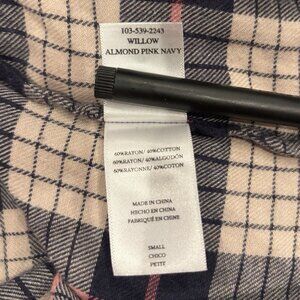 103-539-2243
WILLOW
ALMOND PINK NAVY
60%RAYON/ 40%COTTON
60%RAYON/ 40%ALGODÓN
60%RAYONNE/ 40%COTON
MADE IN CHINA
HECHO EN CHINA
FABRIQUÉ EN CHINE
SMALL
CHICO
PETIT